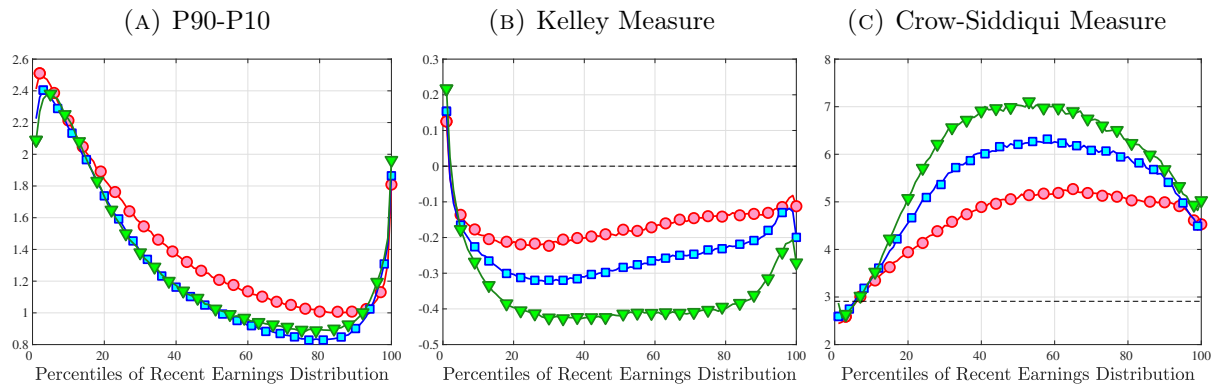 (A) P90-P10
(B) Kelley Measure
(C) Crow-Siddiqui Measure
2.6
2.4
2.2
2
1.8
1.6
1.4
1.2
1
0.8
0 20 40 60 80 100
Percentiles of Recent Earnings Distribution
0.3
0.2
0.1
0
-0.1
-0.2
-0.3
-0.4
-0.5
0 20 40 60 80 100
Percentiles of Recent Earnings Distribution
8
7
6
5
4
3
2
0 20 40 60 80 100
Percentiles of Recent Earnings Distribution